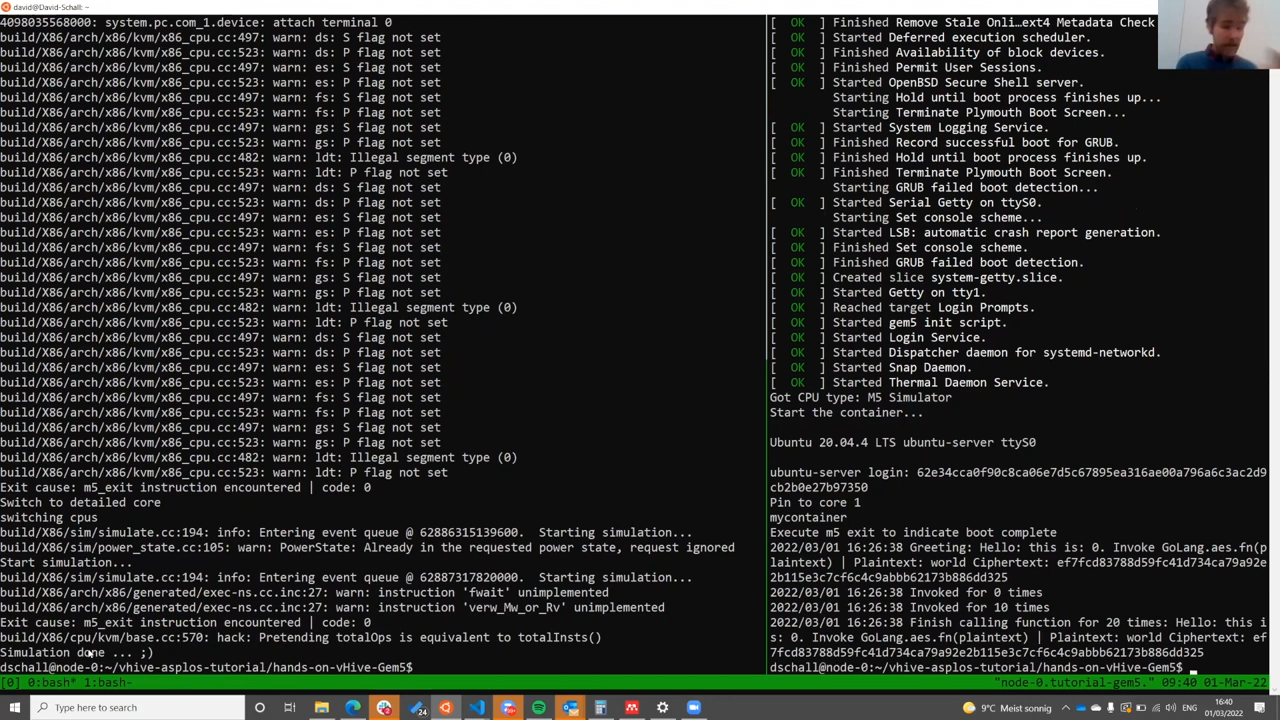 david@David-Schall: ~
4098035568000: system.pc.com_1.device: attach terminal 0
build/X86/arch/x86/kvm/x86_cpu.cc:497: warn: ds: S flag not set
build/X86/arch/x86/kvm/x86_cpu.cc:523: warn: ds: P flag not set
build/X86/arch/x86/kvm/x86_cpu.cc:497: warn: es: S flag not set
build/X86/arch/x86/kvm/x86_cpu.cc:523: warn: es: P flag not set
build/X86/arch/x86/kvm/x86_cpu.cc:497: warn: fs: S flag not set
build/X86/arch/x86/kvm/x86_cpu.cc:523: warn: fs: P flag not set
build/X86/arch/x86/kvm/x86_cpu.cc:497: warn: gs: S flag not set
build/X86/arch/x86/kvm/x86_cpu.cc:523: warn: gs: P flag not set
build/X86/arch/x86/kvm/x86_cpu.cc:482: warn: ldt: Illegal segment type (0)
build/X86/arch/x86/kvm/x86_cpu.cc:523: warn: ldt: P flag not set
build/X86/arch/x86/kvm/x86_cpu.cc:497: warn: ds: S flag not set
build/X86/arch/x86/kvm/x86_cpu.cc:523: warn: ds: P flag not set
build/X86/arch/x86/kvm/x86_cpu.cc:497: warn: es: S flag not set
build/X86/arch/x86/kvm/x86_cpu.cc:523: warn: es: P flag not set
build/X86/arch/x86/kvm/x86_cpu.cc:497: warn: fs: S flag not set
build/X86/arch/x86/kvm/x86_cpu.cc:523: warn: fs: P flag not set
build/X86/arch/x86/kvm/x86_cpu.cc:497: warn: gs: S flag not set
build/X86/arch/x86/kvm/x86_cpu.cc:523: warn: gs: P flag not set
build/X86/arch/x86/kvm/x86_cpu.cc:482: warn: ldt: Illegal segment type (0)
build/X86/arch/x86/kvm/x86_cpu.cc:523: warn: ldt: P flag not set
build/X86/arch/x86/kvm/x86_cpu.cc:497: warn: ds: S flag not set
build/X86/arch/x86/kvm/x86_cpu.cc:523: warn: ds: P flag not set
build/X86/arch/x86/kvm/x86_cpu.cc:497: warn: es: S flag not set
build/X86/arch/x86/kvm/x86_cpu.cc:523: warn: es: P flag not set
build/X86/arch/x86/kvm/x86_cpu.cc:497: warn: fs: S flag not set
build/X86/arch/x86/kvm/x86_cpu.cc:523: warn: fs: P flag not set
build/X86/arch/x86/kvm/x86_cpu.cc:497: warn: gs: S flag not set
build/X86/arch/x86/kvm/x86_cpu.cc:523: warn: gs: P flag not set
build/X86/arch/x86/kvm/x86_cpu.cc:482: warn: ldt: Illegal segment type (0)
build/X86/arch/x86/kvm/x86_cpu.cc:523: warn: ldt: P flag not set
Exit cause: m5_exit instruction encountered | code: 0
Switch to detailed core
switching cpus
build/X86/sim/simulate.cc:194: info: Entering event queue @ 62886315139600.  Starting simulation...
build/X86/sim/power_state.cc:105: warn: PowerState: Already in the requested power state, request ignored
Start simulation...
build/X86/sim/simulate.cc:194: info: Entering event queue @ 62887317820000.  Starting simulation...
build/X86/arch/x86/generated/exec-ns.cc.inc:27: warn: instruction 'fwait' unimplemented
build/X86/arch/x86/generated/exec-ns.cc.inc:27: warn: instruction 'verw_Mw_or_Rv' unimplemented
Exit cause: m5_exit instruction encountered | code: 0
build/X86/cpu/kvm/base.cc:570: hack: Pretending totalOps is equivalent to totalInsts()
Simulation done ... ;)
dschall@node-0:~/vhive-asplos-tutorial/hands-on-vHive-Gem5$
[  OK  ] Finished Remove Stale Onli…ext4 Metadata Check
[  OK  ] Started Deferred execution scheduler.
[  OK  ] Finished Availability of block devices.
[  OK  ] Finished Permit User Sessions.
[  OK  ] Started OpenBSD Secure Shell server.
Starting Hold until boot process finishes up...
Starting Terminate Plymouth Boot Screen...
[  OK  ] Started System Logging Service.
[  OK  ] Finished Record successful boot for GRUB.
[  OK  ] Finished Hold until boot process finishes up.
[  OK  ] Finished Terminate Plymouth Boot Screen.
Starting GRUB failed boot detection...
[  OK  ] Started Serial Getty on ttyS0.
Starting Set console scheme...
[  OK  ] Started LSB: automatic crash report generation.
[  OK  ] Finished Set console scheme.
[  OK  ] Finished GRUB failed boot detection.
[  OK  ] Created slice system-getty.slice.
[  OK  ] Started Getty on tty1.
[  OK  ] Reached target Login Prompts.
[  OK  ] Started gem5 init script.
[  OK  ] Started Login Service.
[  OK  ] Started Dispatcher daemon for systemd-networkd.
[  OK  ] Started Snap Daemon.
[  OK  ] Started Thermal Daemon Service.
Got CPU type: M5 Simulator
Start the container...
Ubuntu 20.04.4 LTS ubuntu-server ttyS0
ubuntu-server login: 62e34cca0f90c8ca06e7d5c67895ea316ae00a796a6c3ac2d9
cb2b0e27b97350
Pin to core 1
mycontainer
Execute m5 exit to indicate boot complete
2022/03/01 16:26:38 Greeting: Hello: this is: 0. Invoke GoLang.aes.fn(p
laintext) | Plaintext: world Ciphertext: ef7fcd83788d59fc41d734ca79a92e
2b115e3c7cf6c4c9abbb62173b886dd325
2022/03/01 16:26:38 Invoked for 0 times
2022/03/01 16:26:38 Invoked for 10 times
2022/03/01 16:26:38 Finish calling function for 20 times: Hello: this i
s: 0. Invoke GoLang.aes.fn(plaintext) | Plaintext: world Ciphertext: ef
7fcd83788d59fc41d734ca79a92e2b115e3c7cf6c4c9abbb62173b886dd325
dschall@node-0:~/vhive-asplos-tutorial/hands-on-vHive-Gem5$
[0] 0:bash* 1:bash-
"node-0.tutorial-gem5." 09:40 01-Mar-22
Type here to search
24
9°C Meist sonnig
ENG
16:40
01/03/2022